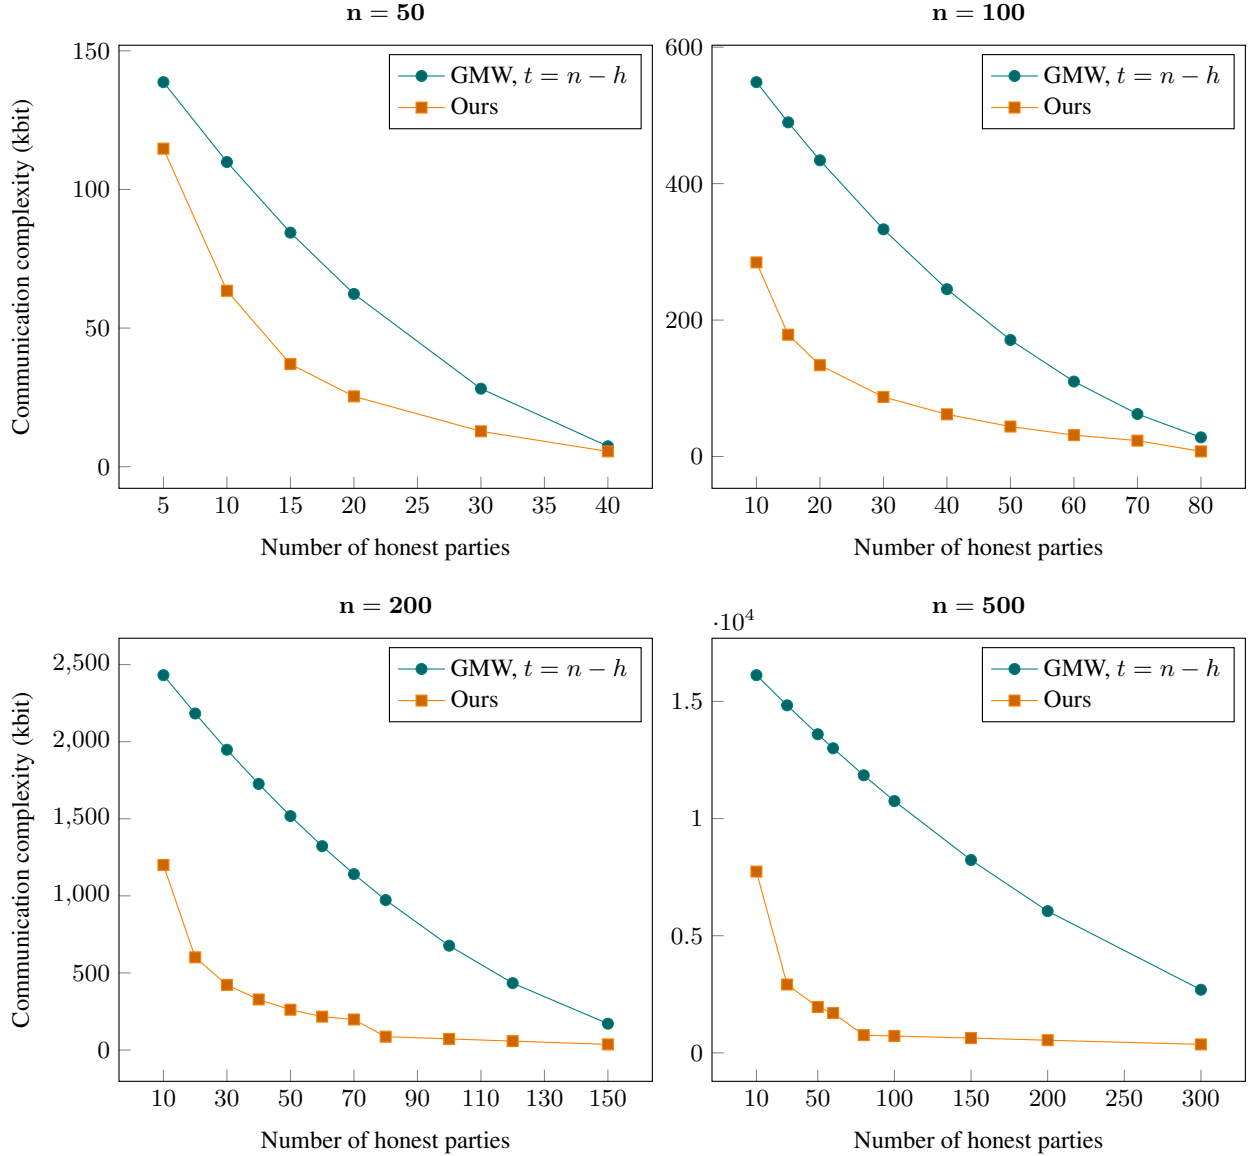 n = 50
150
100
50
0
5 10 15 20 25 30 35 40
Communication complexity (kbit)
Number of honest parties
GMW, t = n − h
Ours
n = 100
600
400
200
0
10 20 30 40 50 60 70 80
Number of honest parties
GMW, t = n − h
Ours
n = 200
2,500
2,000
1,500
1,000
500
0
10 30 50 70 90 110 130 150
Communication complexity (kbit)
Number of honest parties
GMW, t = n − h
Ours
n = 500
·10⁴
1.5
1
0.5
0
10 50 100 150 200 250 300
Number of honest parties
GMW, t = n − h
Ours